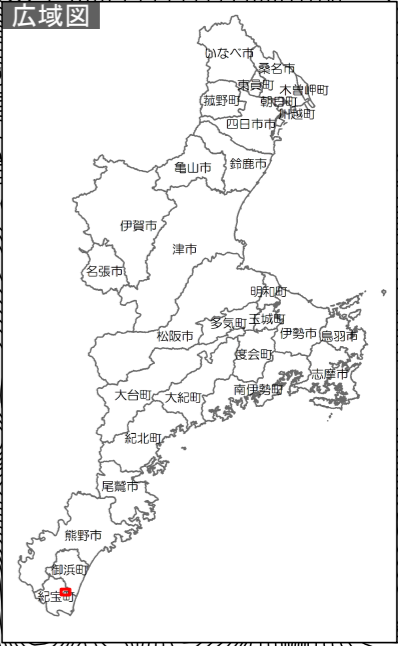 広域図
いなべ市
桑名市
東員町
木曽岬町
菰野町
朝日町
川越町
四日市市
亀山市
鈴鹿市
伊賀市
津市
名張市
明和町
多気町
玉城町
松阪市
伊勢市
鳥羽市
度会町
志摩市
大台町
大紀町
南伊勢町
紀北町
尾鷲市
熊野市
御浜町
紀宝町